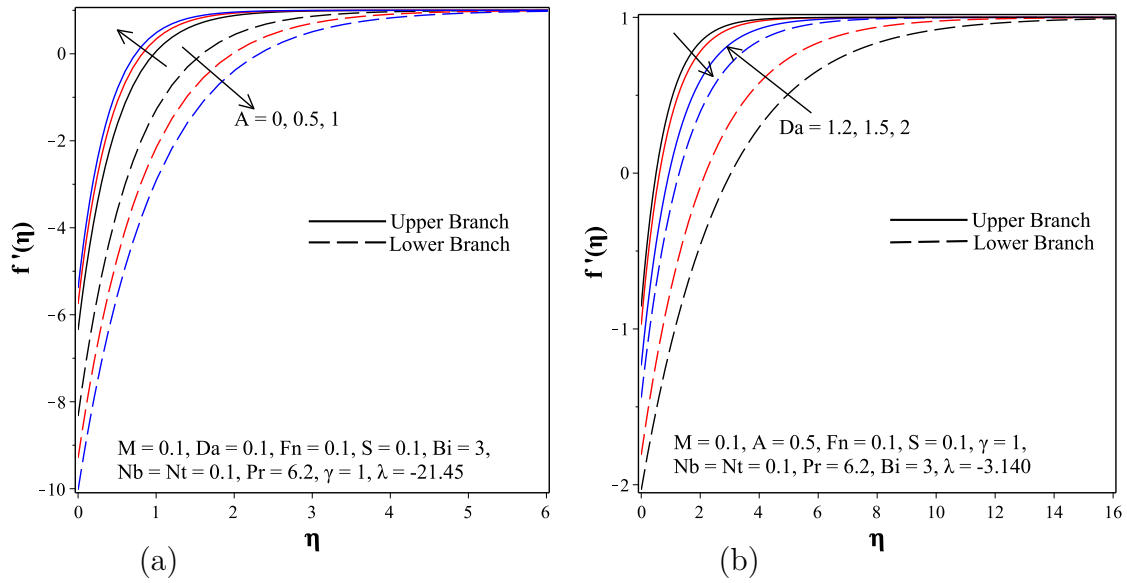 0
−2
−4
−6
−8
−10
0
1
2
3
4
5
6
f '(η)
η
A = 0, 0.5, 1
Upper Branch
Lower Branch
M = 0.1, Da = 0.1, Fn = 0.1, S = 0.1, Bi = 3,
Nb = Nt = 0.1, Pr = 6.2, γ = 1, λ = -21.45
(a)
1
0
−1
−2
0
2
4
6
8
10
12
14
16
f '(η)
η
Da = 1.2, 1.5, 2
Upper Branch
Lower Branch
M = 0.1, A = 0.5, Fn = 0.1, S = 0.1, γ = 1,
Nb = Nt = 0.1, Pr = 6.2, Bi = 3, λ = -3.140
(b)